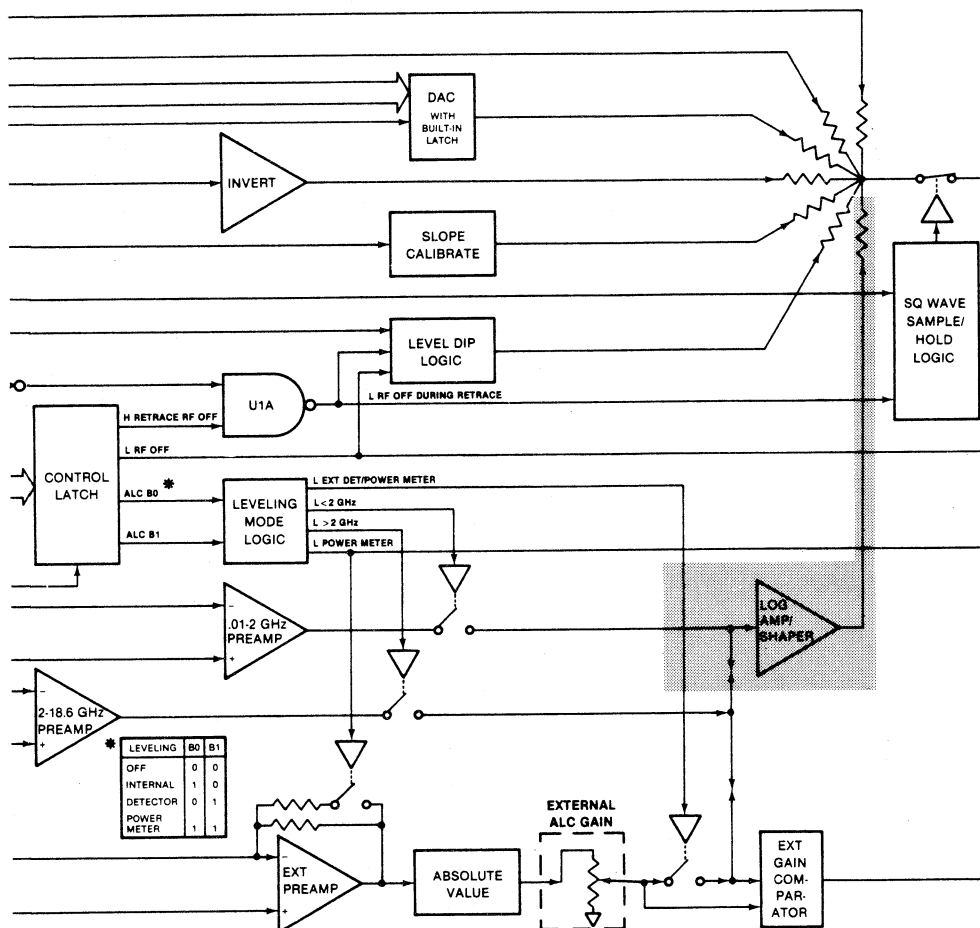 DAC
WITH
BUILT-IN
LATCH
INVERT
SLOPE
CALIBRATE
SQ WAVE
SAMPLE/
HOLD
LOGIC
LEVEL DIP
LOGIC
U1A
L RF OFF DURING RETRACE
H RETRACE RF OFF
L RF OFF
CONTROL
LATCH
ALC B0 *
ALC B1
LEVELING
MODE
LOGIC
L EXT DET/POWER METER
L<2 GHz
L >2 GHz
L POWER METER
.01-2 GHz
PREAMP
-
+
LOG
AMP/
SHAPER
2-18.6 GHz
PREAMP
-
+
*
LEVELING B0 B1
OFF 0 0
INTERNAL 1 0
DETECTOR 0 1
POWER
METER 1 1
EXTERNAL
ALC GAIN
-
EXT
PREAMP
+
ABSOLUTE
VALUE
EXT
GAIN
COM-
PAR-
ATOR